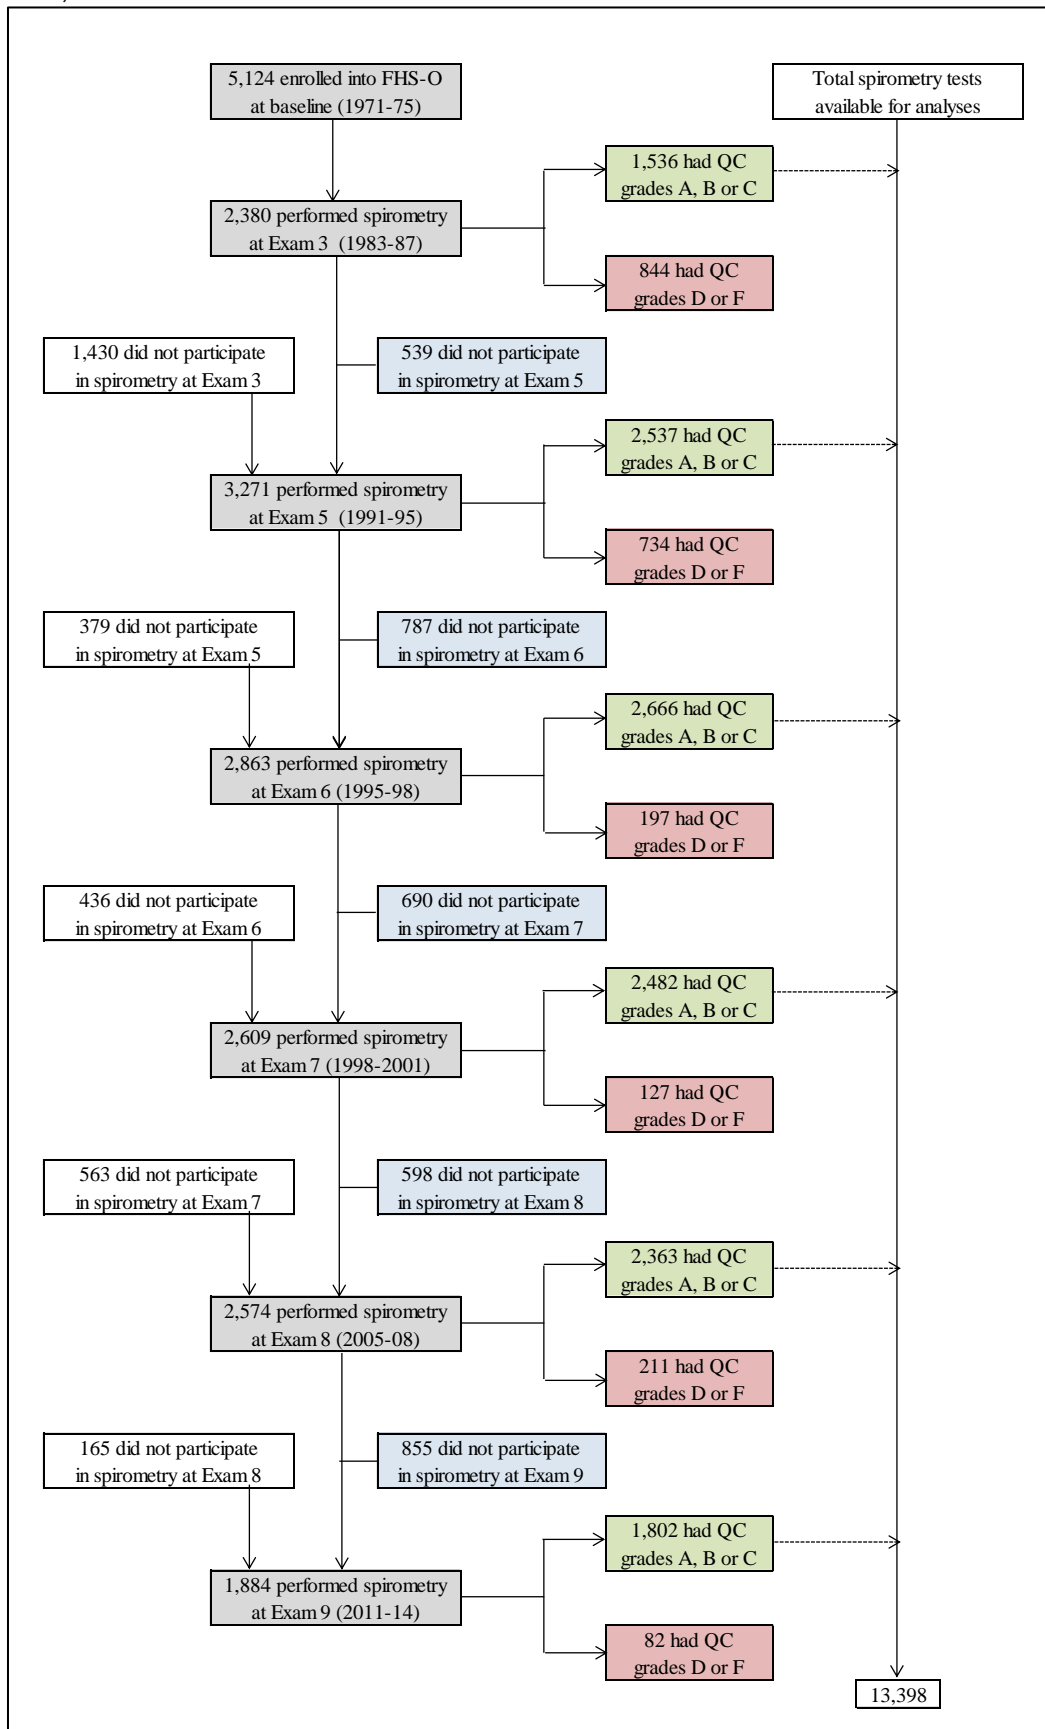 5,124 enrolled into FHS-O
at baseline (1971-75)
Total spirometry tests
available for analyses
1,536 had QC
grades A, B or C
2,380 performed spirometry
at Exam 3 (1983-87)
844 had QC
grades D or F
1,430 did not participate
in spirometry at Exam 3
539 did not participate
in spirometry at Exam 5
2,537 had QC
grades A, B or C
3,271 performed spirometry
at Exam 5 (1991-95)
734 had QC
grades D or F
379 did not participate
in spirometry at Exam 5
787 did not participate
in spirometry at Exam 6
2,666 had QC
grades A, B or C
2,863 performed spirometry
at Exam 6 (1995-98)
197 had QC
grades D or F
436 did not participate
in spirometry at Exam 6
690 did not participate
in spirometry at Exam 7
2,482 had QC
grades A, B or C
2,609 performed spirometry
at Exam 7 (1998-2001)
127 had QC
grades D or F
563 did not participate
in spirometry at Exam 7
598 did not participate
in spirometry at Exam 8
2,363 had QC
grades A, B or C
2,574 performed spirometry
at Exam 8 (2005-08)
211 had QC
grades D or F
165 did not participate
in spirometry at Exam 8
855 did not participate
in spirometry at Exam 9
1,802 had QC
grades A, B or C
1,884 performed spirometry
at Exam 9 (2011-14)
82 had QC
grades D or F
13,398